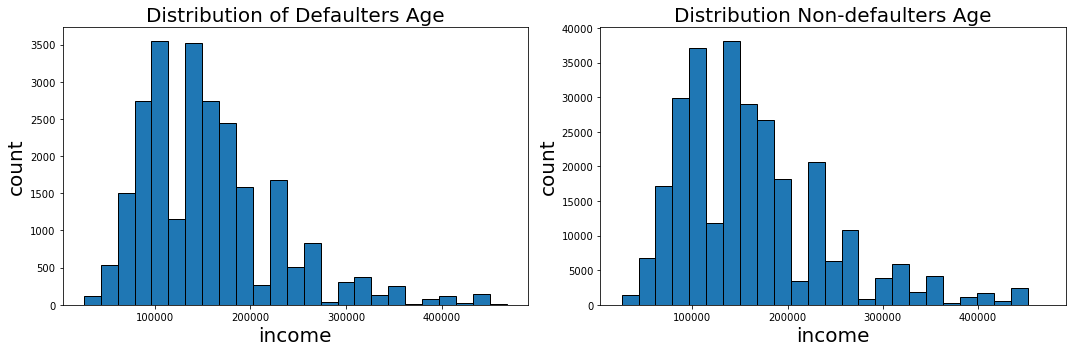 Distribution of Defaulters Age
3500
3000
2500
2000
1500
1000
500
0
count
100000 200000 300000 400000
income
Distribution Non-defaulters Age
40000
35000
30000
25000
20000
15000
10000
5000
0
count
100000 200000 300000 400000
income